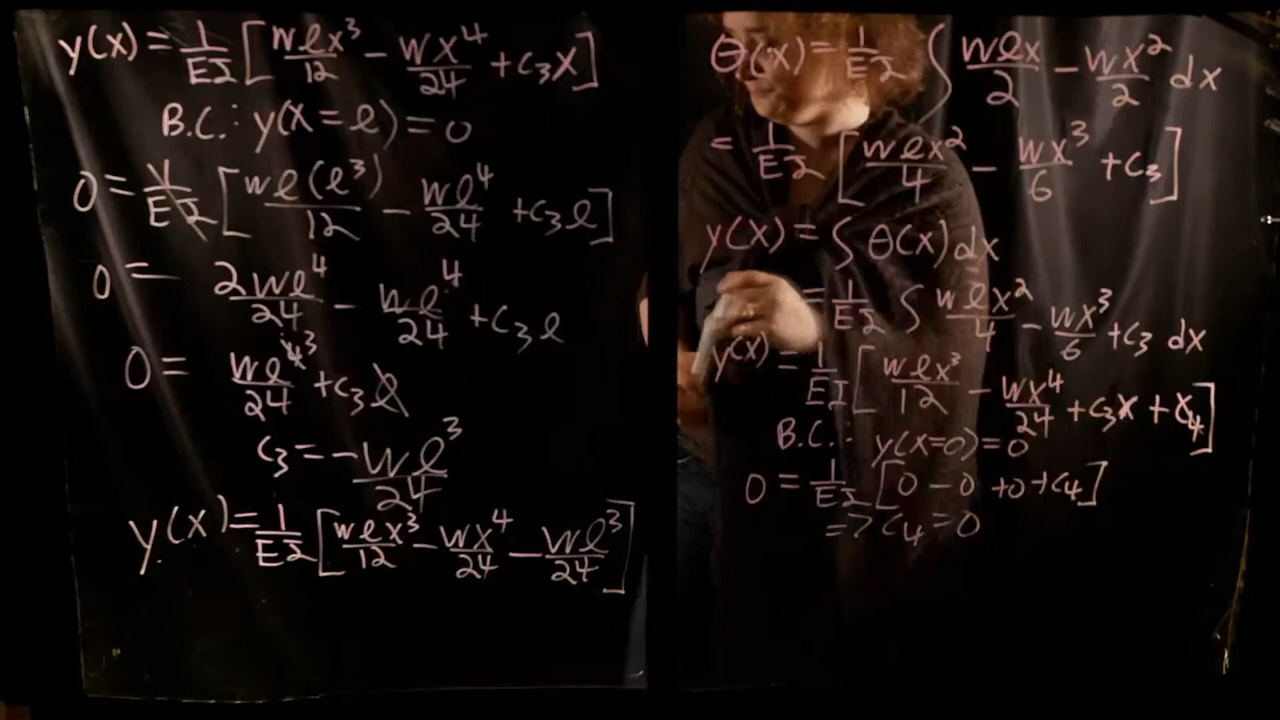 y(x) = 1/EI [wlx³/12 − wx⁴/24 + c₃x]
B.C.: y(x = l) = 0
0 = 1/EI [wl(l³)/12 − wl⁴/24 + c₃l]
0 = 2wl⁴/24 − wl⁴/24 + c₃l
0 = wl⁴³/24 + c₃l
c₃ = −wl³/24
y(x) = 1/EI [wlx³/12 − wx⁴/24 − wl³/24]
θ(x) = 1/EI ∫ wlx/2 − wx²/2 dx
= 1/EI [wlx²/4 − wx³/6 + c₃]
y(x) = ∫ θ(x) dx
= 1/EI ∫ wlx²/4 − wx³/6 + c₃ dx
y(x) = 1/EI [wlx³/12 − wx⁴/24 + c₃x + c₄]
B.C.: y(x=0) = 0
0 = 1/EI [0 − 0 + 0 + c₄]
=> c₄ = 0